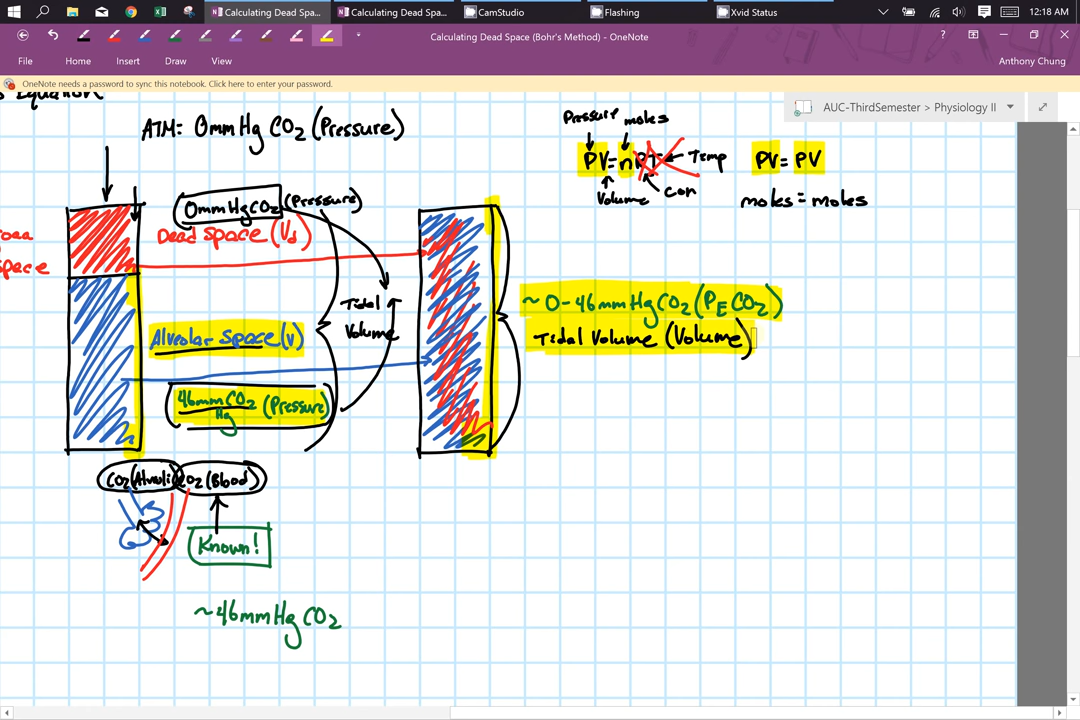 Calculating Dead Spa...
Calculating Dead Spa...
CamStudio
Flashing
Xvid Status
12:18 AM
Calculating Dead Space (Bohr's Method) - OneNote
File
Home
Insert
Draw
View
Anthony Chung
OneNote needs a password to sync this notebook. Click here to enter your password.
AUC-ThirdSemester > Physiology II
Equation
ATM: 0mmHg CO2 (Pressure)
Pressure moles
PV=nRT
Temp
Volume
Con
PV=PV
moles = moles
0mmHgCO2 (Pressure)
Dead space (Vd)
space
Tidal
Volume
Alveolar space (V)
46mmCO2 (Pressure)
Hg
~0-46mmHgCO2 (PECO2)
Tidal Volume (Volume)
CO2 (Alveoli CO2 (Blood)
Known!
~46mmHg CO2